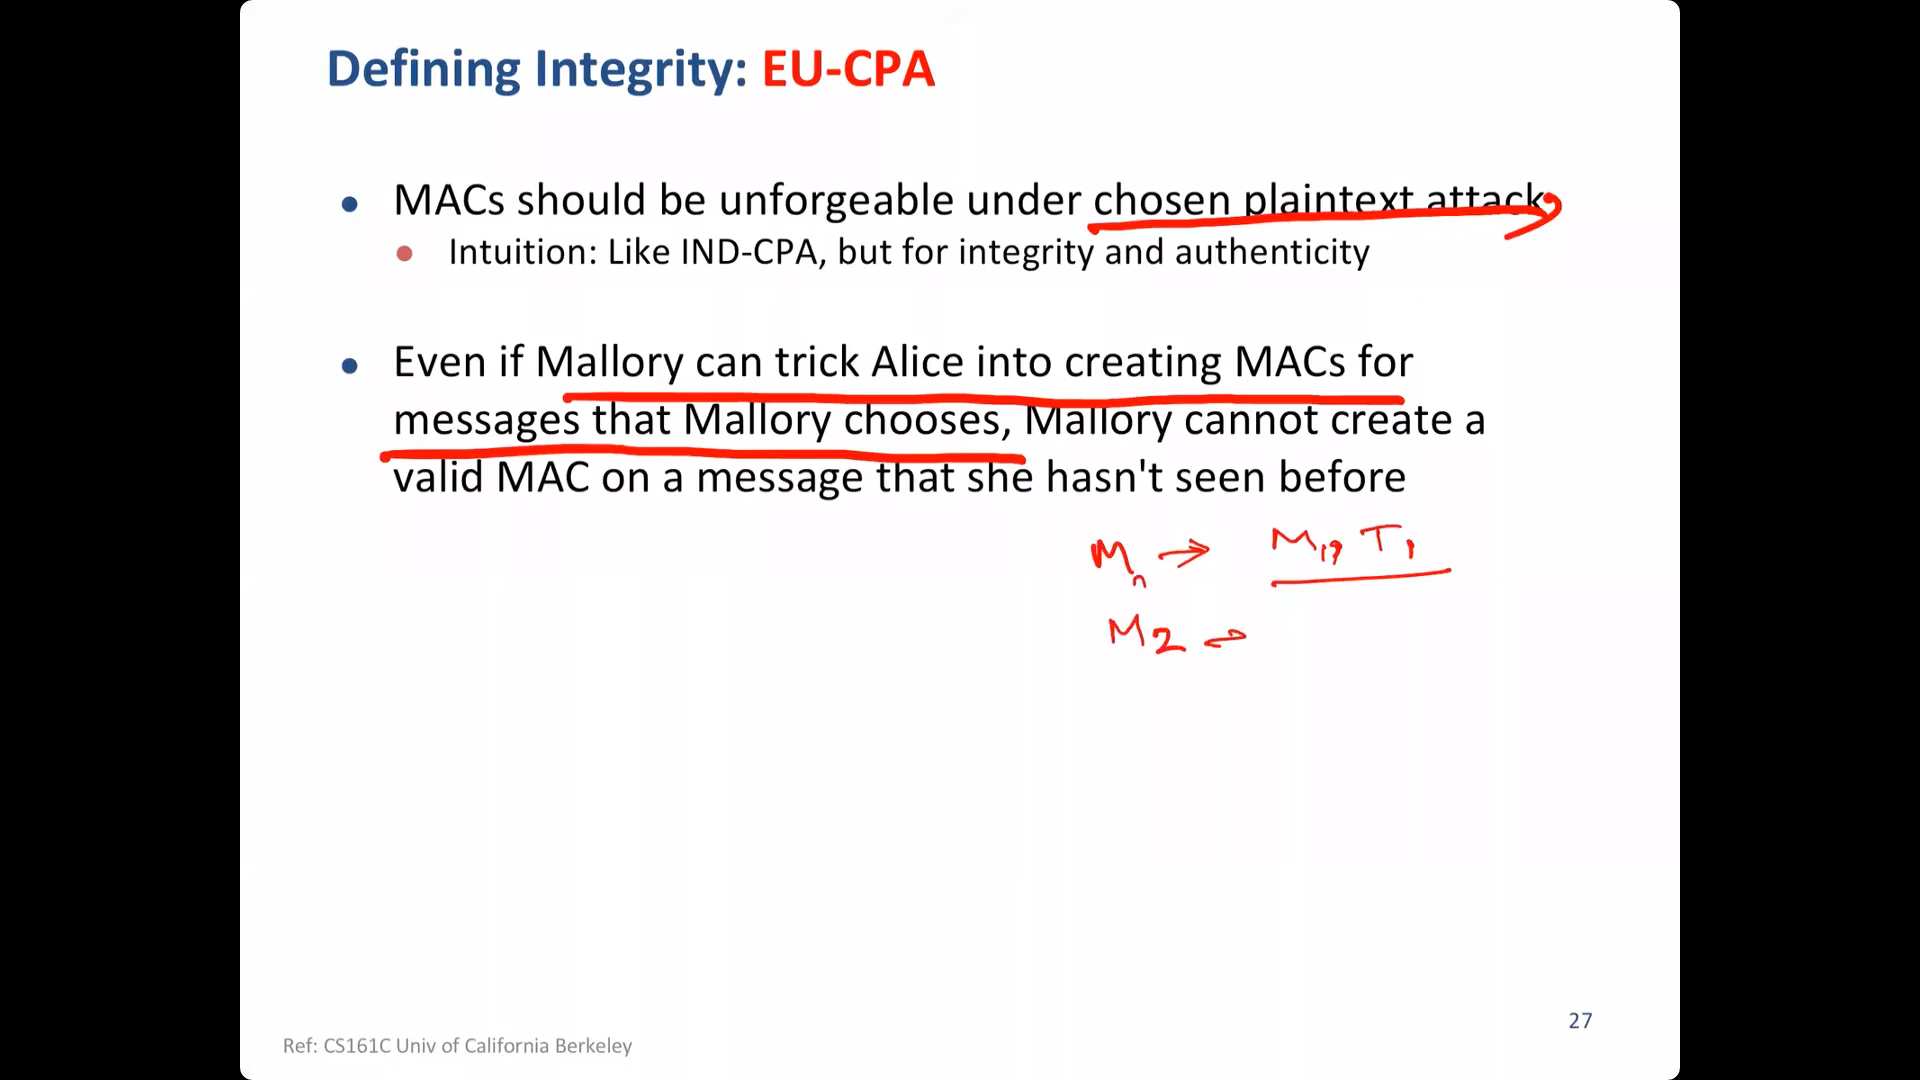 Defining Integrity: EU-CPA
• MACs should be unforgeable under chosen plaintext attack
• Intuition: Like IND-CPA, but for integrity and authenticity
• Even if Mallory can trick Alice into creating MACs for
messages that Mallory chooses, Mallory cannot create a
valid MAC on a message that she hasn't seen before
Mn → M1, T1
M2 →
27
Ref: CS161C Univ of California Berkeley